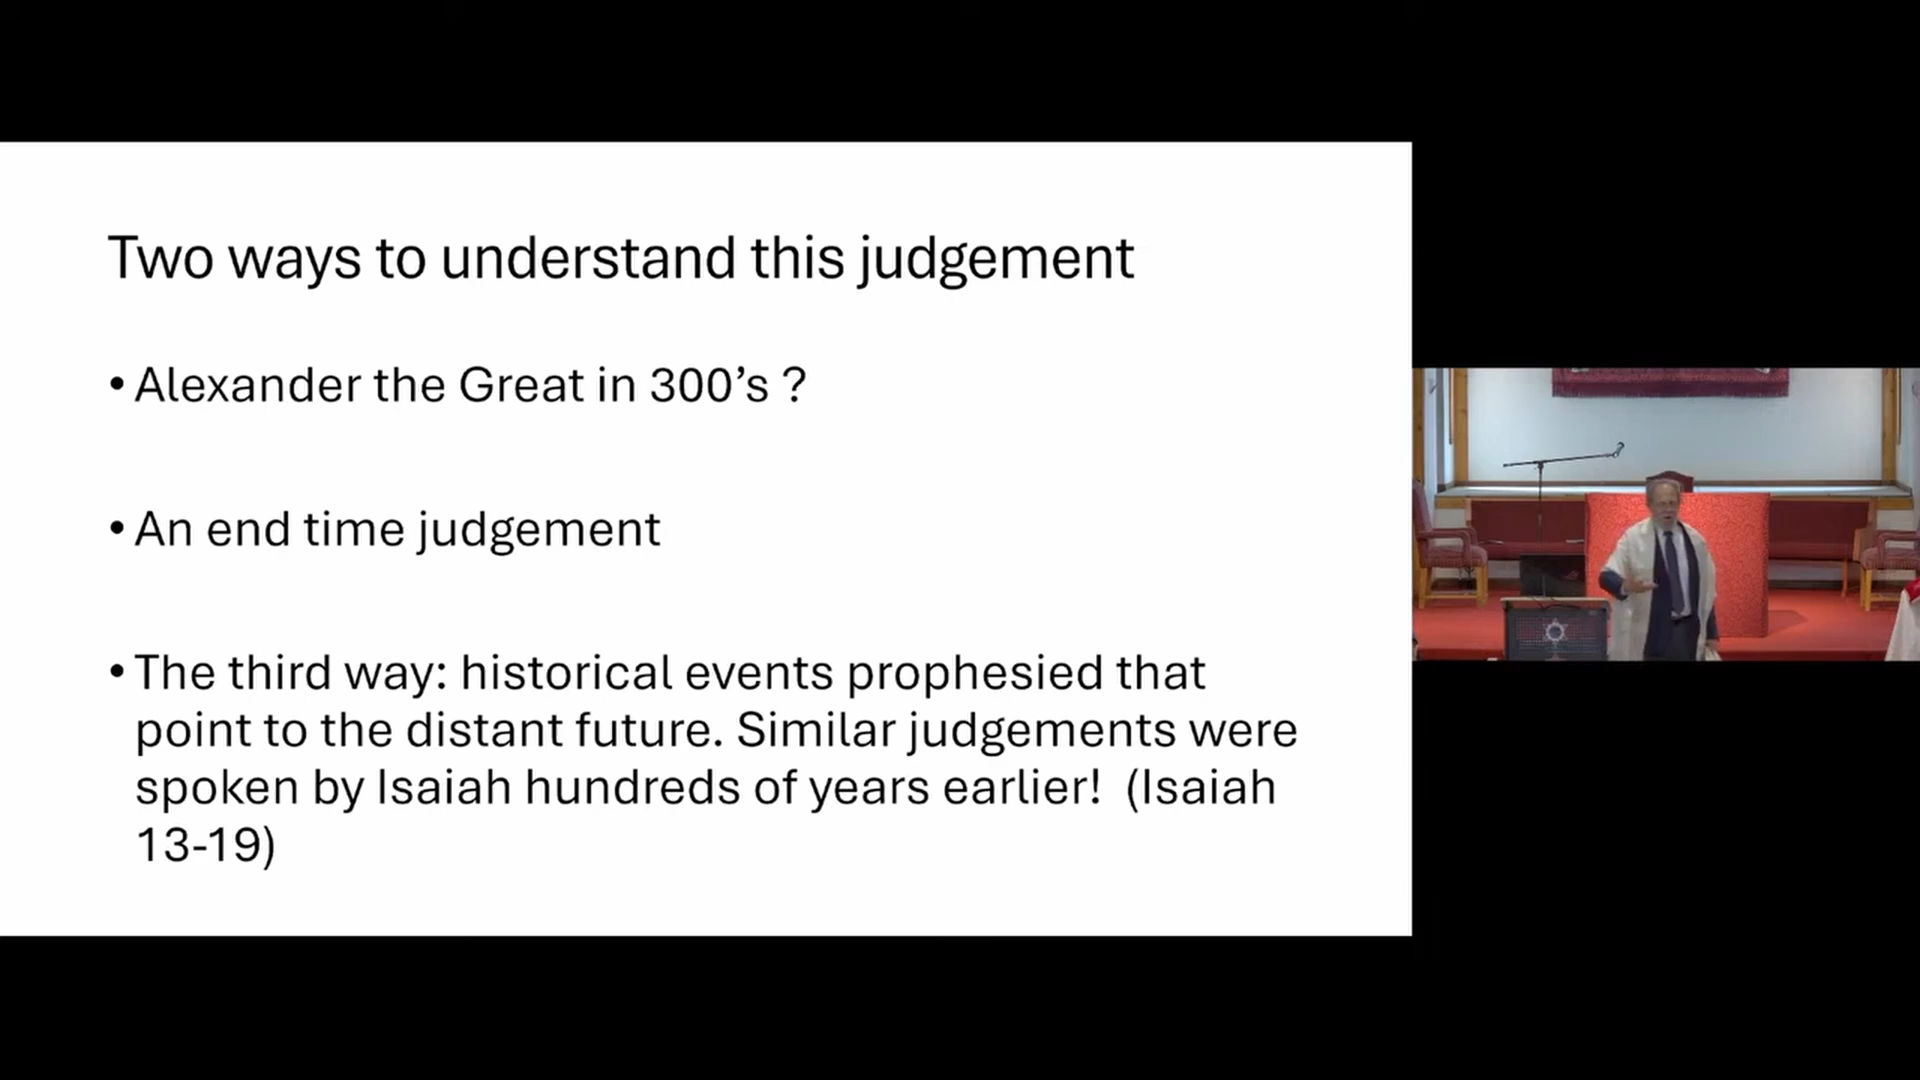 Two ways to understand this judgement
• Alexander the Great in 300’s ?
• An end time judgement
• The third way: historical events prophesied that
point to the distant future. Similar judgements were
spoken by Isaiah hundreds of years earlier!  (Isaiah
13-19)